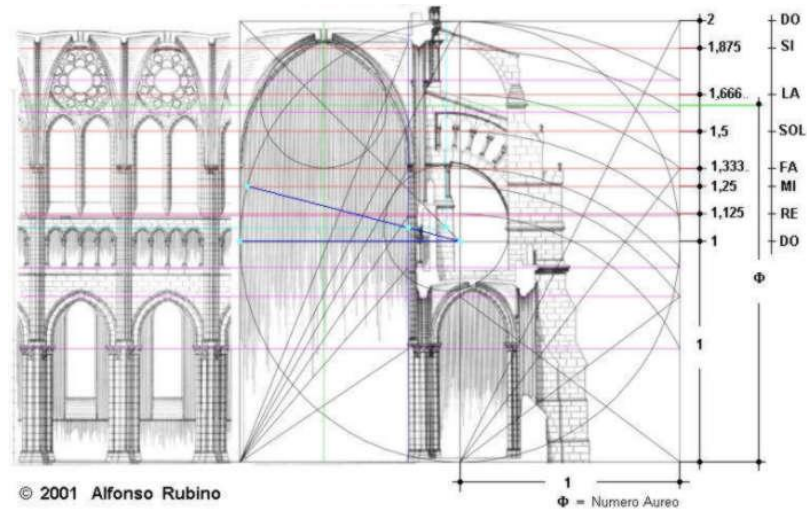 2 DO
1,875 SI
1,666.. LA
1,5 SOL
1,333.. FA
1,25 MI
1,125 RE
1 DO
Φ
1
1
© 2001 Alfonso Rubino
Φ = Numero Aureo